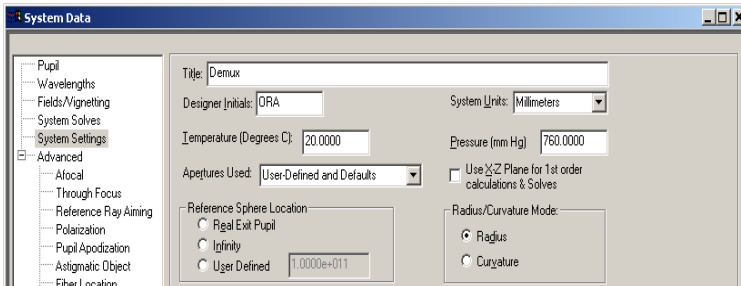 System Data
Pupil
Wavelengths
Fields/Vignetting
System Solves
System Settings
Advanced
Afocal
Through Focus
Reference Ray Aiming
Polarization
Pupil Apodization
Astigmatic Object
Fiber Location
Title: Demux
Designer Initials: ORA
System Units: Millimeters
Temperature (Degrees C): 20.0000
Pressure (mm Hg) 760.0000
Apertures Used: User-Defined and Defaults
Use X-Z Plane for 1st order
calculations & Solves
Reference Sphere Location
Real Exit Pupil
Infinity
User Defined 1.0000e+011
Radius/Curvature Mode:
Radius
Curvature